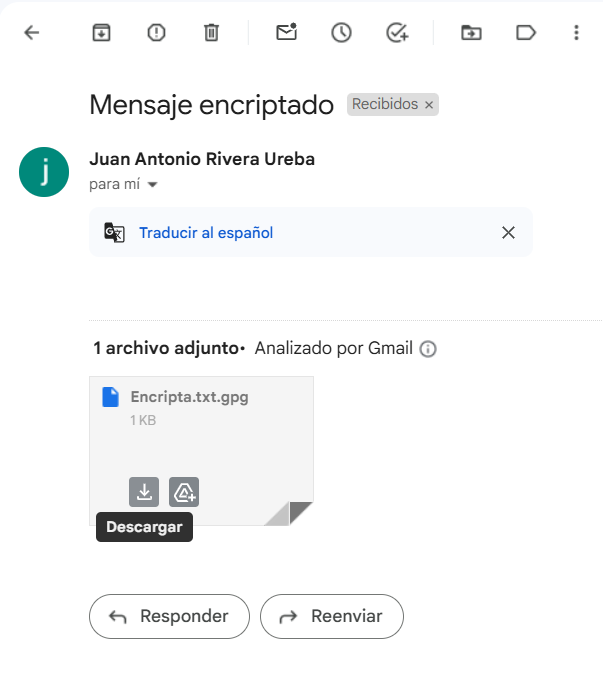 Mensaje encriptado Recibidos ×
j
Juan Antonio Rivera Ureba
para mí
Traducir al español
1 archivo adjunto• Analizado por Gmail
Encripta.txt.gpg
1 KB
Descargar
Responder Reenviar